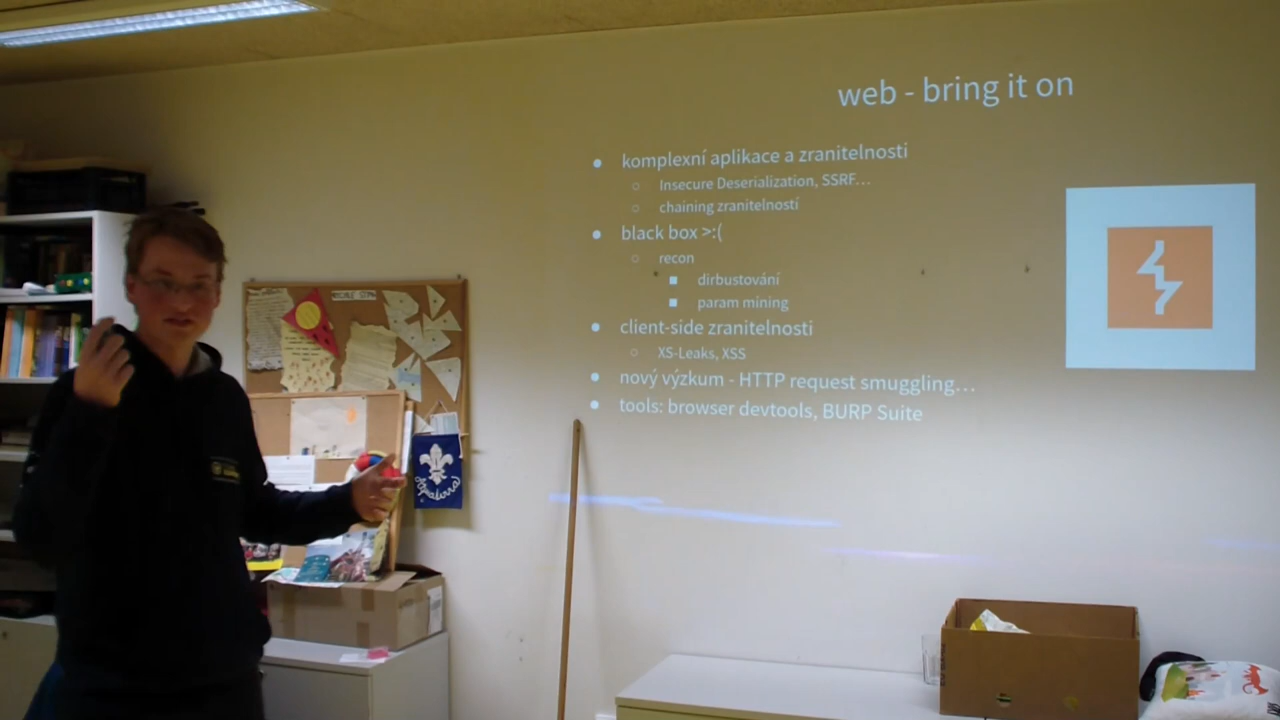 web - bring it on
komplexní aplikace a zranitelnosti
Insecure Deserialization, SSRF...
chaining zranitelností
black box >:(
recon
dirbustování
param mining
client-side zranitelnosti
XS-Leaks, XSS
nový výzkum - HTTP request smuggling...
tools: browser devtools, BURP Suite